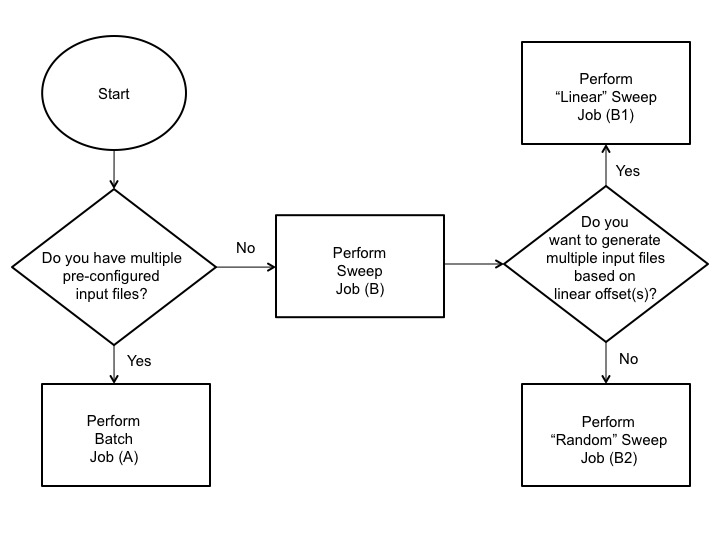 Start
Do you have multiple
pre-configured
input files?
Yes
Perform
Batch
Job (A)
No
Perform
Sweep
Job (B)
Do you
want to generate
multiple input files
based on
linear offset(s)?
Yes
Perform
“Linear” Sweep
Job (B1)
No
Perform
“Random” Sweep
Job (B2)